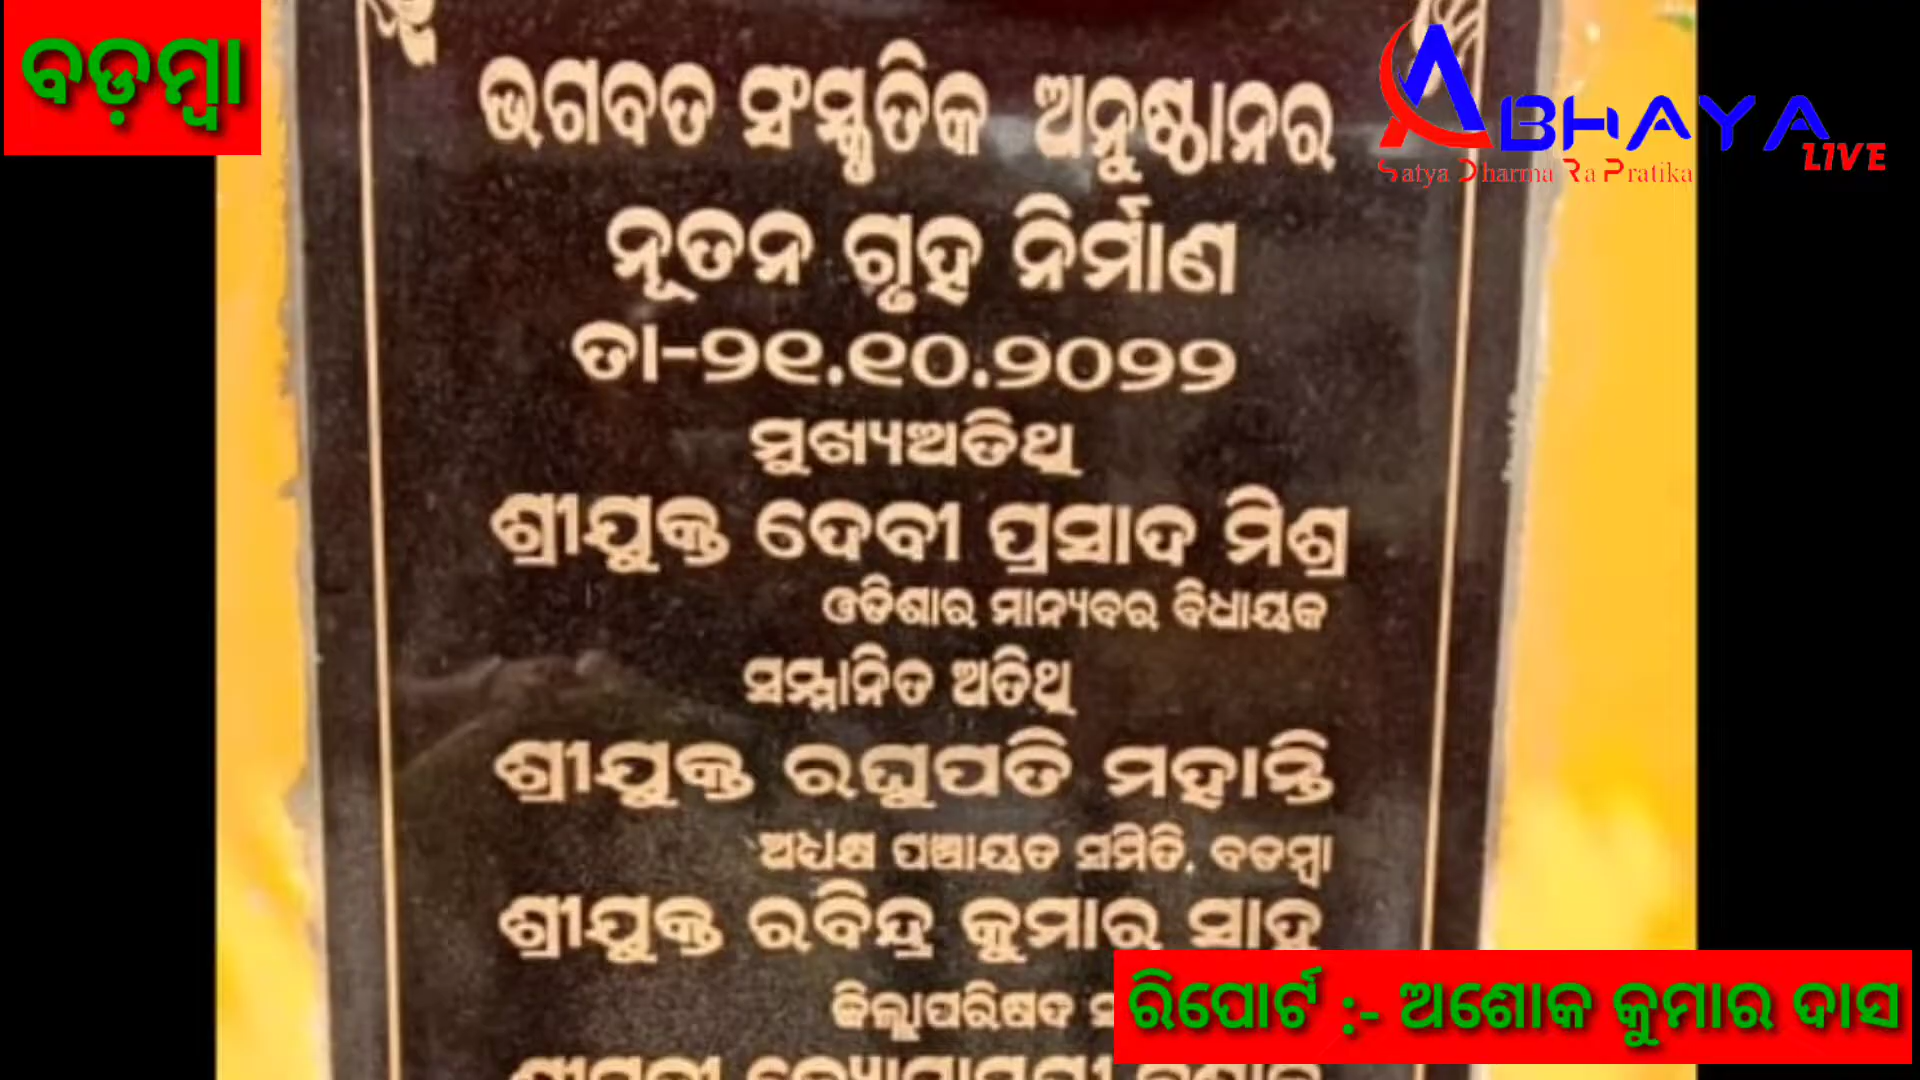 ବଡ଼ମ୍ବା
ABHAYA LIVE
Satya Dharma Ra Pratika
ଭଗବତ ସଂସ୍କୃତିକ ଅନୁଷ୍ଠାନର
ନୂତନ ଗୃହ ନିର୍ମାଣ
ତା-୨୧.୧୦.୨୦୨୨
ମୁଖ୍ୟଅତିଥି
ଶ୍ରୀଯୁକ୍ତ ଦେବୀ ପ୍ରସାଦ ମିଶ୍ର
ଓଡିଶାର ମାନ୍ୟବର ବିଧାୟକ
ସମ୍ମାନିତ ଅତିଥି
ଶ୍ରୀଯୁକ୍ତ ରଘୁପତି ମହାନ୍ତି
ଅଧ୍ୟକ୍ଷ ପଞ୍ଚାୟତ ସମିତି, ବଡମ୍ବା
ଶ୍ରୀଯୁକ୍ତ ରବିନ୍ଦ୍ର କୁମାର ସାହୁ
ଜିଲ୍ଲାପରିଷଦ
ରିପୋର୍ଟ :- ଅଶୋକ କୁମାର ଦାସ